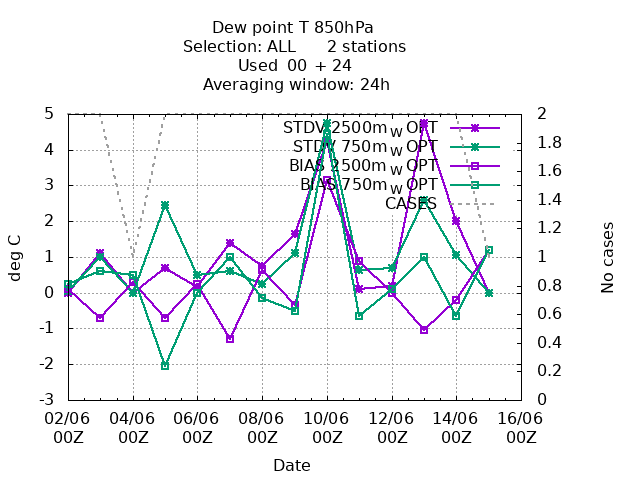 Dew point T 850hPa
Selection: ALL 2 stations
Used 00 + 24
Averaging window: 24h
5 2
STDV 2500m_W OPT
4 1.8
STDV 750m_W OPT
3 1.6
BIAS 2500m_W OPT
BIAS 750m_W OPT
2 1.4
CASES
1 1.2
0 1
-1 0.8
-2 0.6
-3 0.4
0.2
0
deg C
No cases
02/06 04/06 06/06 08/06 10/06 12/06 14/06 16/06
00Z 00Z 00Z 00Z 00Z 00Z 00Z 00Z
Date